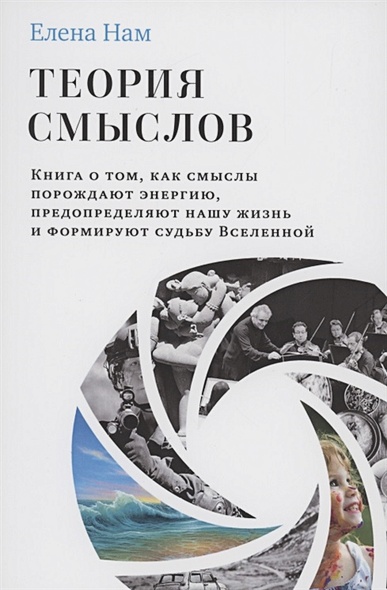 Елена Нам
ТЕОРИЯ
СМЫСЛОВ
Книга о том, как смыслы
порождают энергию,
предопределяют нашу жизнь
и формируют судьбу Вселенной